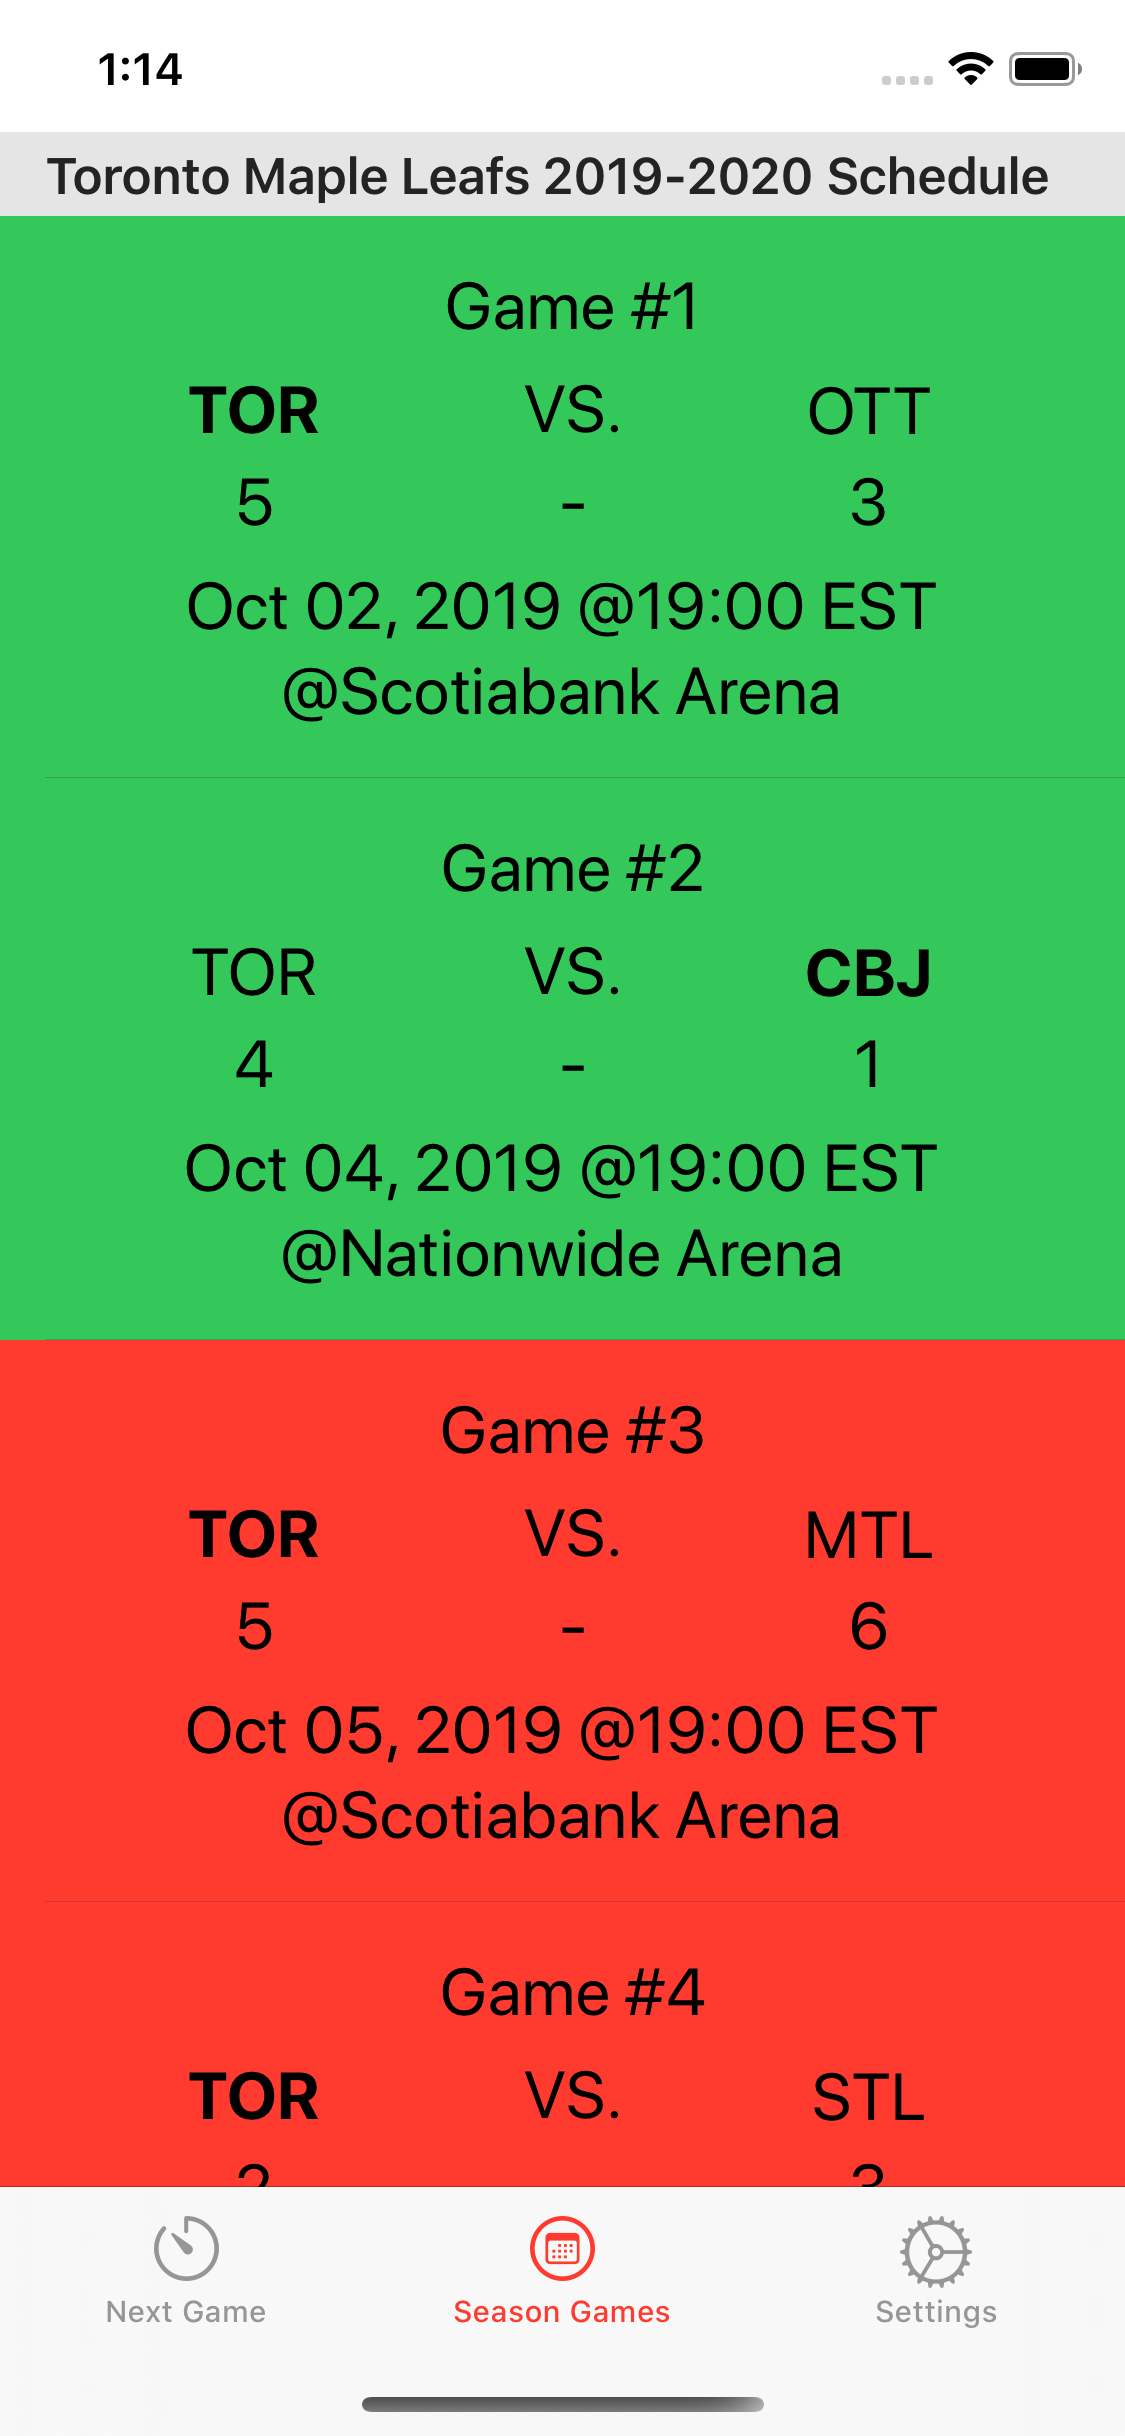 1:14
Toronto Maple Leafs 2019-2020 Schedule
Game #1
TOR VS. OTT
5 - 3
Oct 02, 2019 @19:00 EST
@Scotiabank Arena
Game #2
TOR VS. CBJ
4 - 1
Oct 04, 2019 @19:00 EST
@Nationwide Arena
Game #3
TOR VS. MTL
5 - 6
Oct 05, 2019 @19:00 EST
@Scotiabank Arena
Game #4
TOR VS. STL
2 3
Next Game Season Games Settings